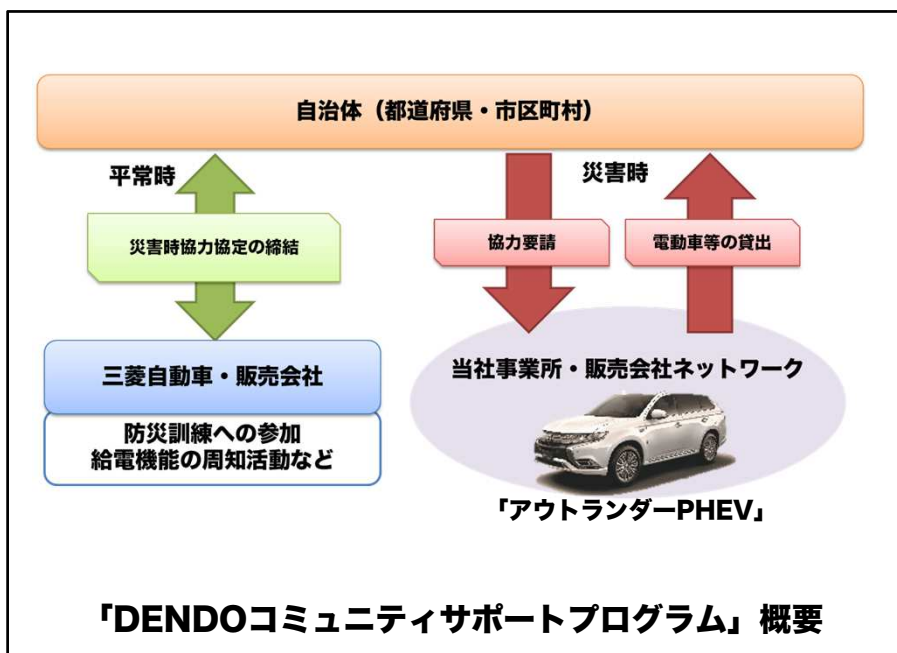 自治体（都道府県・市区町村）
平常時
災害時協力協定の締結
三菱自動車・販売会社
防災訓練への参加
給電機能の周知活動など
災害時
協力要請
電動車等の貸出
当社事業所・販売会社ネットワーク
「アウトランダーPHEV」
「DENDOコミュニティサポートプログラム」概要